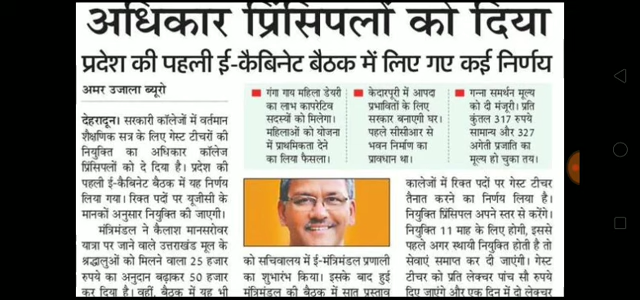 अधिकार प्रिंसिपलों को दिया
प्रदेश की पहली ई-कैबिनेट बैठक में लिए गए कई निर्णय
अमर उजाला ब्यूरो
देहरादून। सरकारी कॉलेजों में वर्तमान
शैक्षणिक सत्र के लिए गेस्ट टीचरों की
नियुक्ति का अधिकार कॉलेज
प्रिंसिपलों को दे दिया है। प्रदेश की
पहली ई-कैबिनेट बैठक में यह निर्णय
लिया गया। रिक्त पदों पर यूजीसी के
मानकों अनुसार नियुक्ति की जाएगी।
मंत्रिमंडल ने कैलाश मानसरोवर
यात्रा पर जाने वाले उत्तराखंड मूल के
श्रद्धालुओं को मिलने वाला 25 हजार
रुपये का अनुदान बढ़ाकर 50 हजार
कर दिया है। वहीं, बैठक में यह भी
गंगा गाय महिला डेयरी
का लाभ कापरेटिव
सदस्यों को मिलेगा।
महिलाओं को योजना
में प्राथमिकता देने
का लिया फैसला।
केदारपूरी में आपदा
प्रभावितों के लिए
सरकार बनाएगी घर।
पहले सीसीआर से
भवन निर्माण का
प्रावधान था।
गन्ना समर्थन मूल्य
को दी मंजूरी। प्रति
कुंतल 317 रुपये
सामान्य और 327
अगेती प्रजाति का
मूल्य हो चुका तय।
को सचिवालय में ई-मंत्रिमंडल प्रणाली
का शुभारंभ किया। इसके बाद हुई
मंत्रिमंडल की बैठक में सात प्रस्ताव
कालेजों में रिक्त पदों पर गेस्ट टीचर
तैनात करने का निर्णय लिया है।
नियुक्ति प्रिंसिपल अपने स्तर से करेंगे।
नियुक्ति 11 माह के लिए होगी, इससे
पहले अगर स्थायी नियुक्ति होती है तो
सेवाएं समाप्त कर दी जाएंगी। गेस्ट
टीचर को प्रति लेक्चर पांच सौ रुपये
दिए जाएंगे और एक दिन में दो लेक्चर